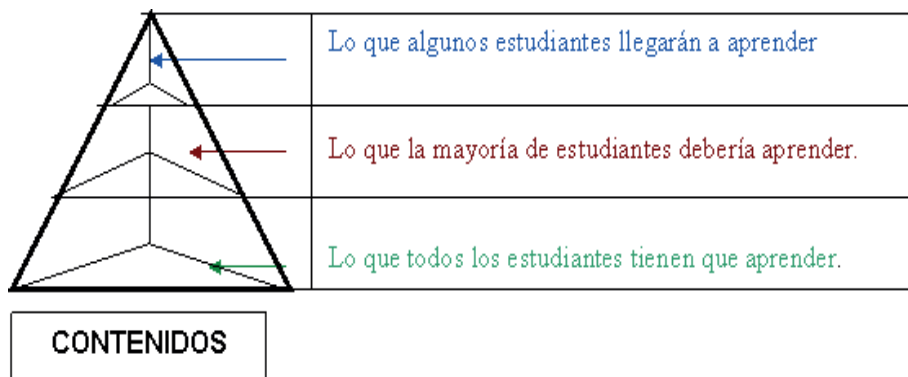 Lo que algunos estudiantes llegarán a aprender
Lo que la mayoría de estudiantes debería aprender.
Lo que todos los estudiantes tienen que aprender.
CONTENIDOS